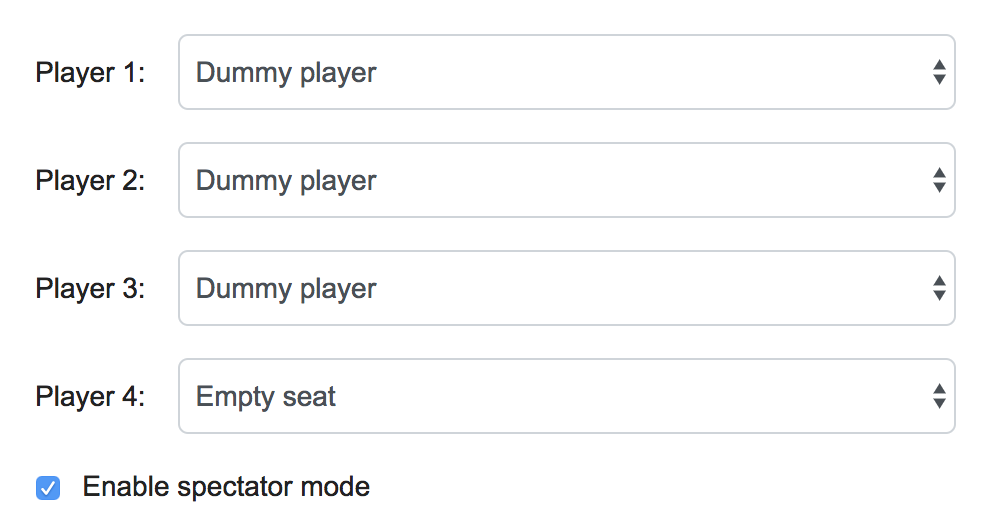 Player 1: Dummy player
Player 2: Dummy player
Player 3: Dummy player
Player 4: Empty seat
Enable spectator mode